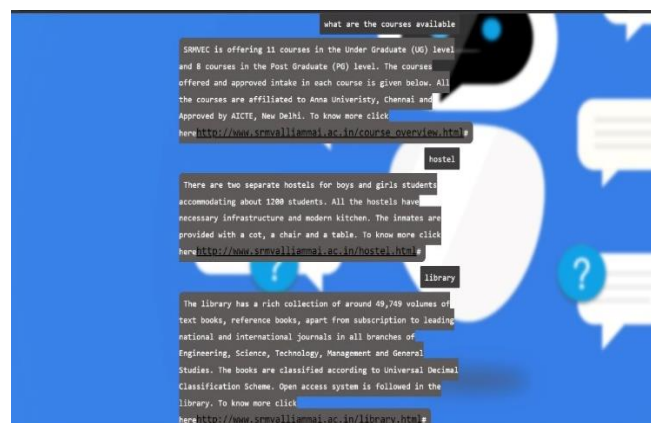 what are the courses available
SRMVEC is offering 11 courses in the Under Graduate (UG) level
and 8 courses in the Post Graduate (PG) level. The courses
offered and approved intake in each course is given below. All
the courses are affiliated to Anna Univeristy, Chennai and
Approved by AICTE, New Delhi. To know more click
herehttp://www.srmvalliammai.ac.in/course_overview.html#
hostel
There are two separate hostels for boys and girls students
accommodating about 1200 students. All the hostels have
necessary infrastructure and modern kitchen. The inmates are
provided with a cot, a chair and a table. To know more click
herehttp://www.srmvalliammai.ac.in/hostel.html#
library
The library has a rich collection of around 49,749 volumes of
text books, reference books, apart from subscription to leading
national and international journals in all branches of
Engineering, Science, Technology, Management and General
Studies. The books are classified according to Universal Decimal
Classification Scheme. Open access system is followed in the
library. To know more click
herehttp://www.srmvalliammai.ac.in/library.html#
?
?